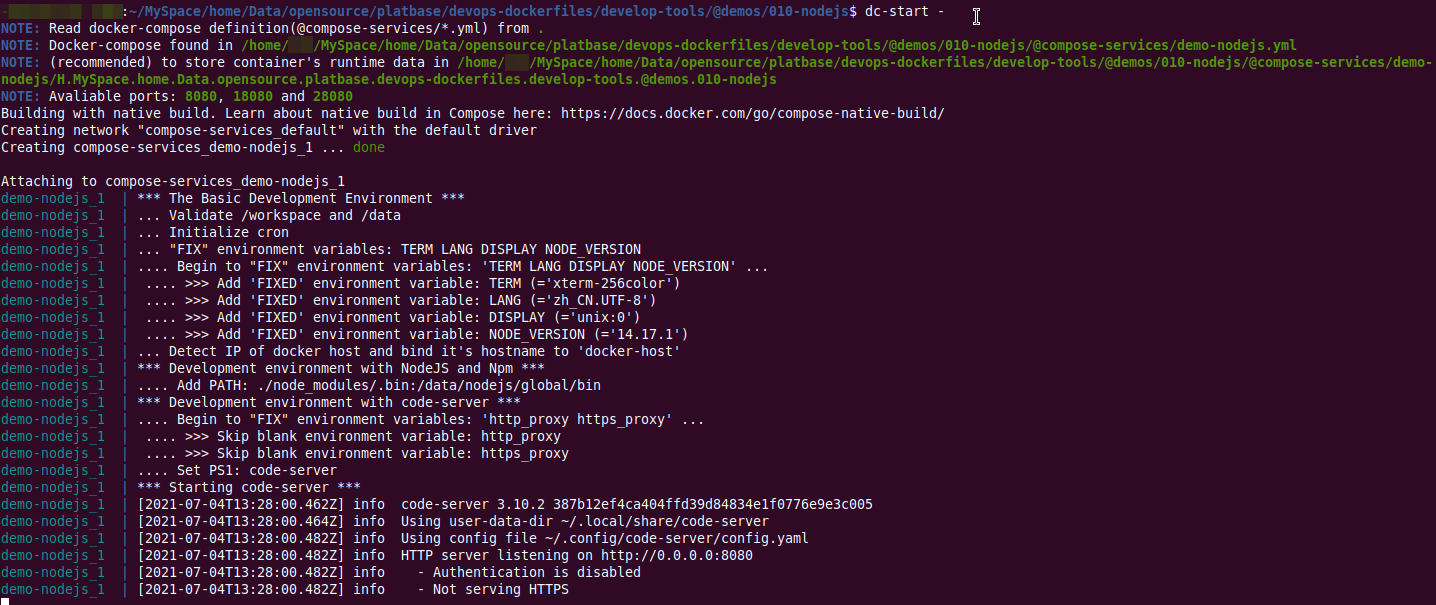 :~/MySpace/home/Data/opensource/platbase/devops-dockerfiles/develop-tools/@demos/010-nodejs$ dc-start -
NOTE: Read docker-compose definition(@compose-services/*.yml) from .
NOTE: Docker-compose found in /home/ /MySpace/home/Data/opensource/platbase/devops-dockerfiles/develop-tools/@demos/010-nodejs/@compose-services/demo-nodejs.yml
NOTE: (recommended) to store container's runtime data in /home/ /MySpace/home/Data/opensource/platbase/devops-dockerfiles/develop-tools/@demos/010-nodejs/@compose-services/demo-
nodejs/H.MySpace.home.Data.opensource.platbase.devops-dockerfiles.develop-tools.@demos.010-nodejs
NOTE: Avaliable ports: 8080, 18080 and 28080
Building with native build. Learn about native build in Compose here: https://docs.docker.com/go/compose-native-build/
Creating network "compose-services_default" with the default driver
Creating compose-services_demo-nodejs_1 ... done
Attaching to compose-services_demo-nodejs_1
demo-nodejs_1  | *** The Basic Development Environment ***
demo-nodejs_1  | ... Validate /workspace and /data
demo-nodejs_1  | ... Initialize cron
demo-nodejs_1  | ... "FIX" environment variables: TERM LANG DISPLAY NODE_VERSION
demo-nodejs_1  | .... Begin to "FIX" environment variables: 'TERM LANG DISPLAY NODE_VERSION' ...
demo-nodejs_1  |  .... >>> Add 'FIXED' environment variable: TERM (='xterm-256color')
demo-nodejs_1  |  .... >>> Add 'FIXED' environment variable: LANG (='zh_CN.UTF-8')
demo-nodejs_1  |  .... >>> Add 'FIXED' environment variable: DISPLAY (='unix:0')
demo-nodejs_1  |  .... >>> Add 'FIXED' environment variable: NODE_VERSION (='14.17.1')
demo-nodejs_1  | ... Detect IP of docker host and bind it's hostname to 'docker-host'
demo-nodejs_1  | *** Development environment with NodeJS and Npm ***
demo-nodejs_1  | .... Add PATH: ./node_modules/.bin:/data/nodejs/global/bin
demo-nodejs_1  | *** Development environment with code-server ***
demo-nodejs_1  | .... Begin to "FIX" environment variables: 'http_proxy https_proxy' ...
demo-nodejs_1  |  .... >>> Skip blank environment variable: http_proxy
demo-nodejs_1  |  .... >>> Skip blank environment variable: https_proxy
demo-nodejs_1  | .... Set PS1: code-server
demo-nodejs_1  | *** Starting code-server ***
demo-nodejs_1  | [2021-07-04T13:28:00.462Z] info  code-server 3.10.2 387b12ef4ca404ffd39d84834e1f0776e9e3c005
demo-nodejs_1  | [2021-07-04T13:28:00.464Z] info  Using user-data-dir ~/.local/share/code-server
demo-nodejs_1  | [2021-07-04T13:28:00.482Z] info  Using config file ~/.config/code-server/config.yaml
demo-nodejs_1  | [2021-07-04T13:28:00.482Z] info  HTTP server listening on http://0.0.0.0:8080
demo-nodejs_1  | [2021-07-04T13:28:00.482Z] info    - Authentication is disabled
demo-nodejs_1  | [2021-07-04T13:28:00.482Z] info    - Not serving HTTPS